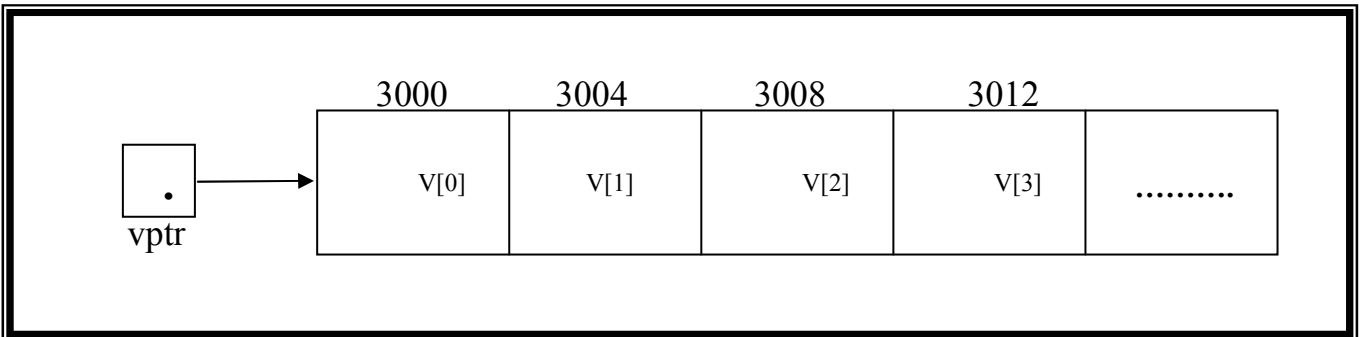 3000 3004 3008 3012
V[0] V[1] V[2] V[3] ..........
.
vptr